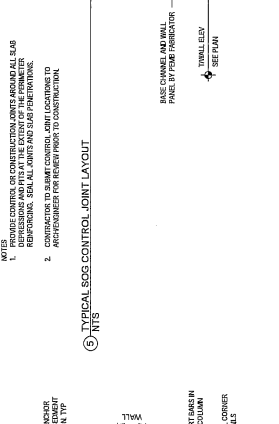 NOTES
1. PROVIDE CONTROL OR CONSTRUCTION JOINTS AROUND ALL SLAB
DEPRESSIONS AND PITS AT THE EXTENT OF THE PERIMETER
REINFORCING. SEAL ALL JOINTS AND SLAB PENETRATIONS.
2. CONTRACTOR TO SUBMIT CONTROL JOINT LOCATIONS TO
ARCH/ENGINEER FOR REVIEW PRIOR TO CONSTRUCTION.
5 TYPICAL SOG CONTROL JOINT LAYOUT
NTS
BASE CHANNEL AND WALL
PANEL BY PEMB FABRICATOR
T/WALL ELEV
SEE PLAN
NCHOR
EDMENT
N, TYP
WALL
RT BARS IN
COLUMN
, CORNER
ALS